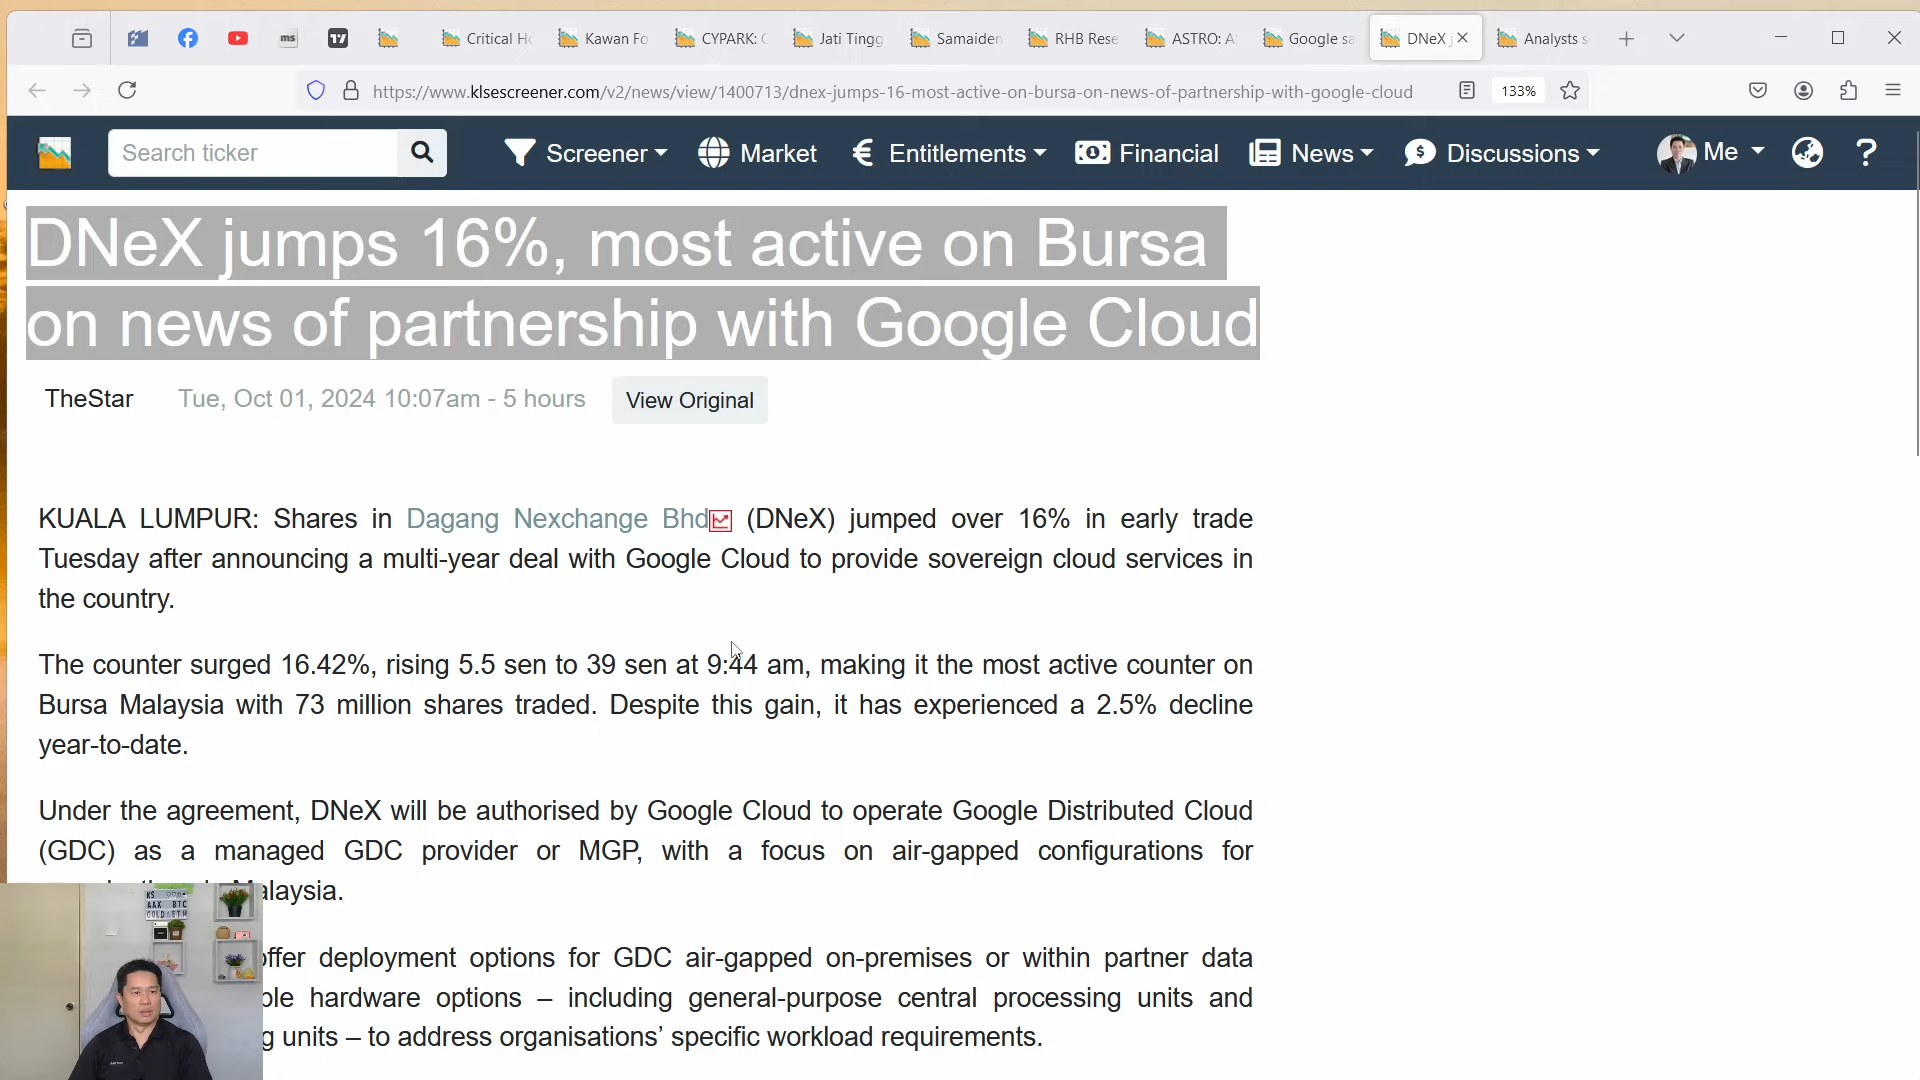 Critical H
Kawan Fo
CYPARK: C
Jati Tingg
Samaiden
RHB Rese
ASTRO: A
Google sa
DNeX j
Analysts s
https://www.klsescreener.com/v2/news/view/1400713/dnex-jumps-16-most-active-on-bursa-on-news-of-partnership-with-google-cloud
133%
Search ticker
Screener
Market
Entitlements
Financial
News
Discussions
Me
DNeX jumps 16%, most active on Bursa
on news of partnership with Google Cloud
TheStar Tue, Oct 01, 2024 10:07am - 5 hours View Original
KUALA LUMPUR: Shares in Dagang Nexchange Bhd (DNeX) jumped over 16% in early trade
Tuesday after announcing a multi-year deal with Google Cloud to provide sovereign cloud services in
the country.
The counter surged 16.42%, rising 5.5 sen to 39 sen at 9:44 am, making it the most active counter on
Bursa Malaysia with 73 million shares traded. Despite this gain, it has experienced a 2.5% decline
year-to-date.
Under the agreement, DNeX will be authorised by Google Cloud to operate Google Distributed Cloud
(GDC) as a managed GDC provider or MGP, with a focus on air-gapped configurations for
alaysia.
offer deployment options for GDC air-gapped on-premises or within partner data
ble hardware options – including general-purpose central processing units and
g units – to address organisations' specific workload requirements.
AAX BTC